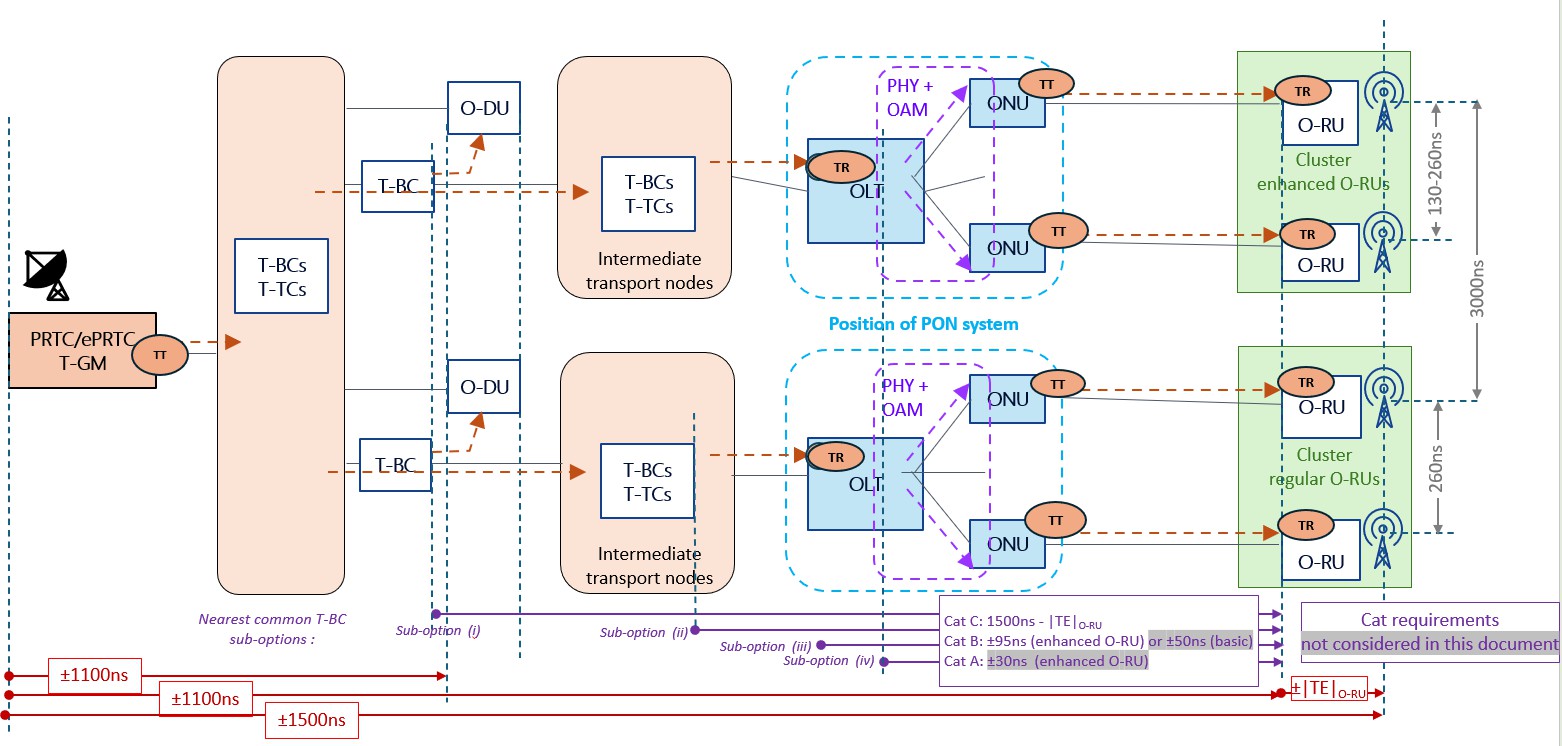 PRTC/ePRTC
T-GM
TT
T-BCs
T-TCs
O-DU
T-BC
T-BCs
T-TCs
Intermediate
transport nodes
TR
OLT
PHY +
OAM
ONU
TT
ONU
TT
TR
O-RU
Cluster
enhanced O-RUs
TR
O-RU
130-260ns
3000ns
Position of PON system
O-DU
T-BC
T-BCs
T-TCs
Intermediate
transport nodes
TR
OLT
PHY +
OAM
ONU
TT
ONU
TT
TR
O-RU
Cluster
regular O-RUs
TR
O-RU
260ns
Nearest common T-BC
sub-options :
Sub-option (i)
Sub-option (ii)
Sub-option (iii)
Sub-option (iv)
Cat C: 1500ns - |TE|O-RU
Cat B: ±95ns (enhanced O-RU) or ±50ns (basic)
Cat A: ±30ns (enhanced O-RU)
Cat requirements
not considered in this document
±1100ns
±1100ns
±|TE|O-RU
±1500ns